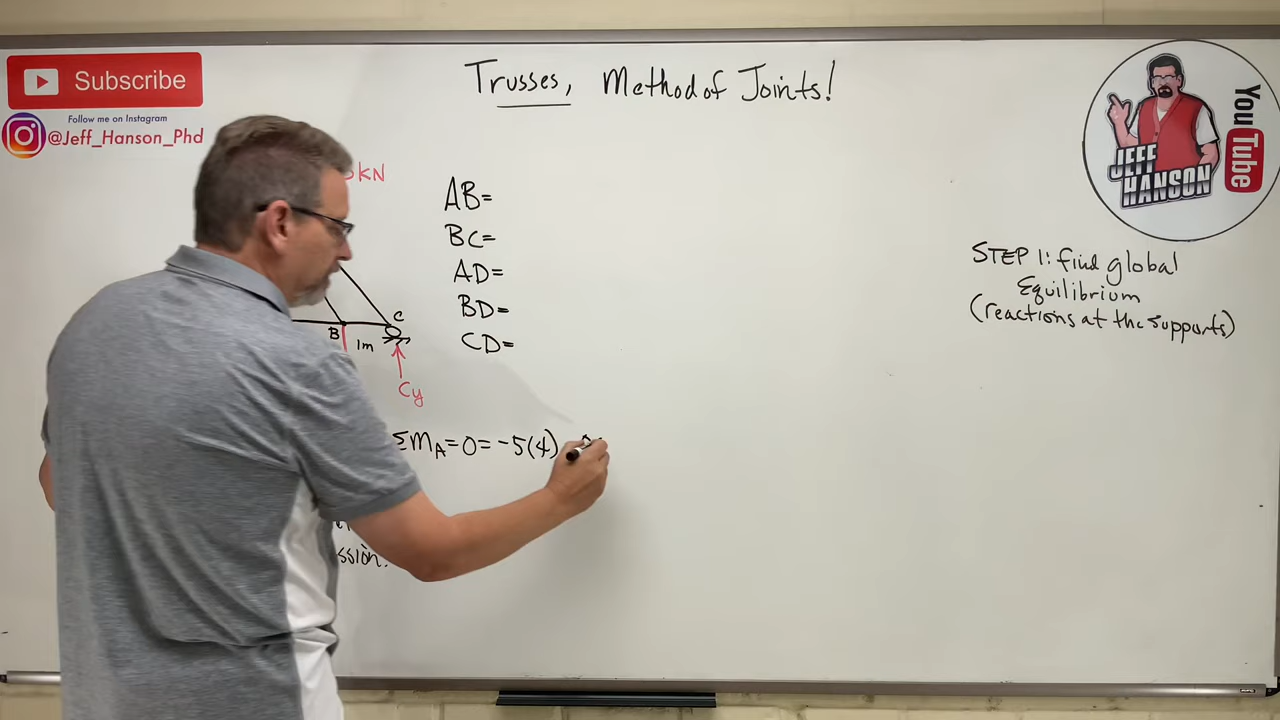 Subscribe
Follow me on Instagram
@Jeff_Hanson_Phd
Trusses, Method of Joints!
YouTube
JEFF
HANSON
kN
AB=
BC=
AD=
BD=
CD=
STEP 1: find global
Equilibrium
(reactions at the supports)
B
1m
C
Cy
ΣMA=0=-5(4)